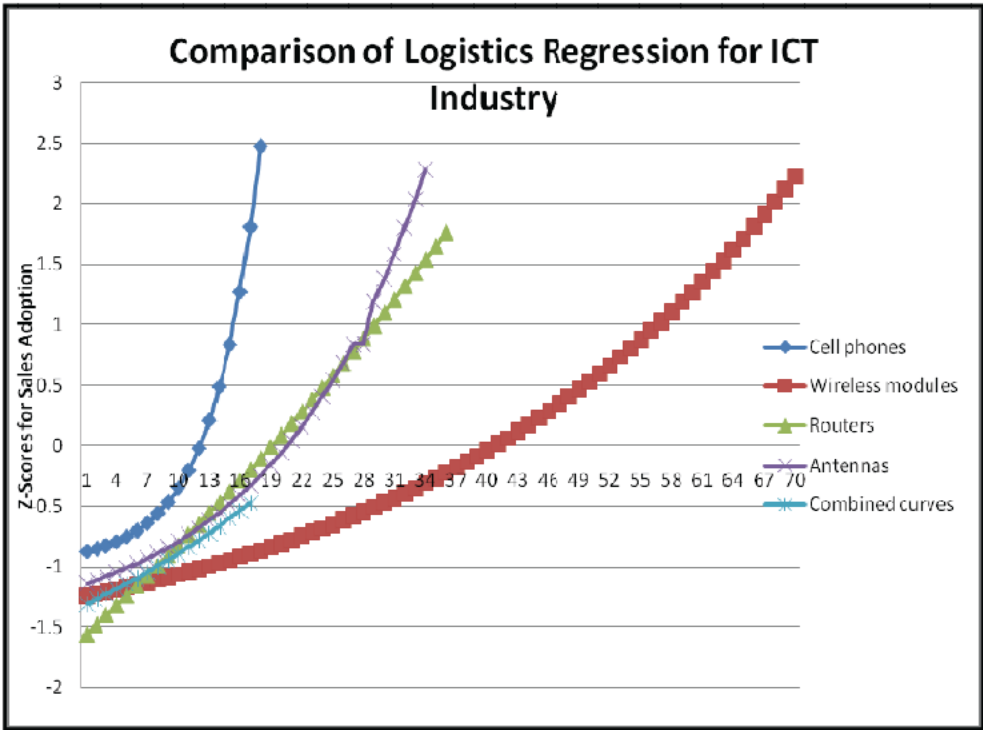 Comparison of Logistics Regression for ICT
Industry
3
2.5
2
1.5
1
0.5
0
-0.5
-1
-1.5
-2
Z-Scores for Sales Adoption
1 4 7 10 13 16 19 22 25 28 31 34 37 40 43 46 49 52 55 58 61 64 67 70
Cell phones
Wireless modules
Routers
Antennas
Combined curves